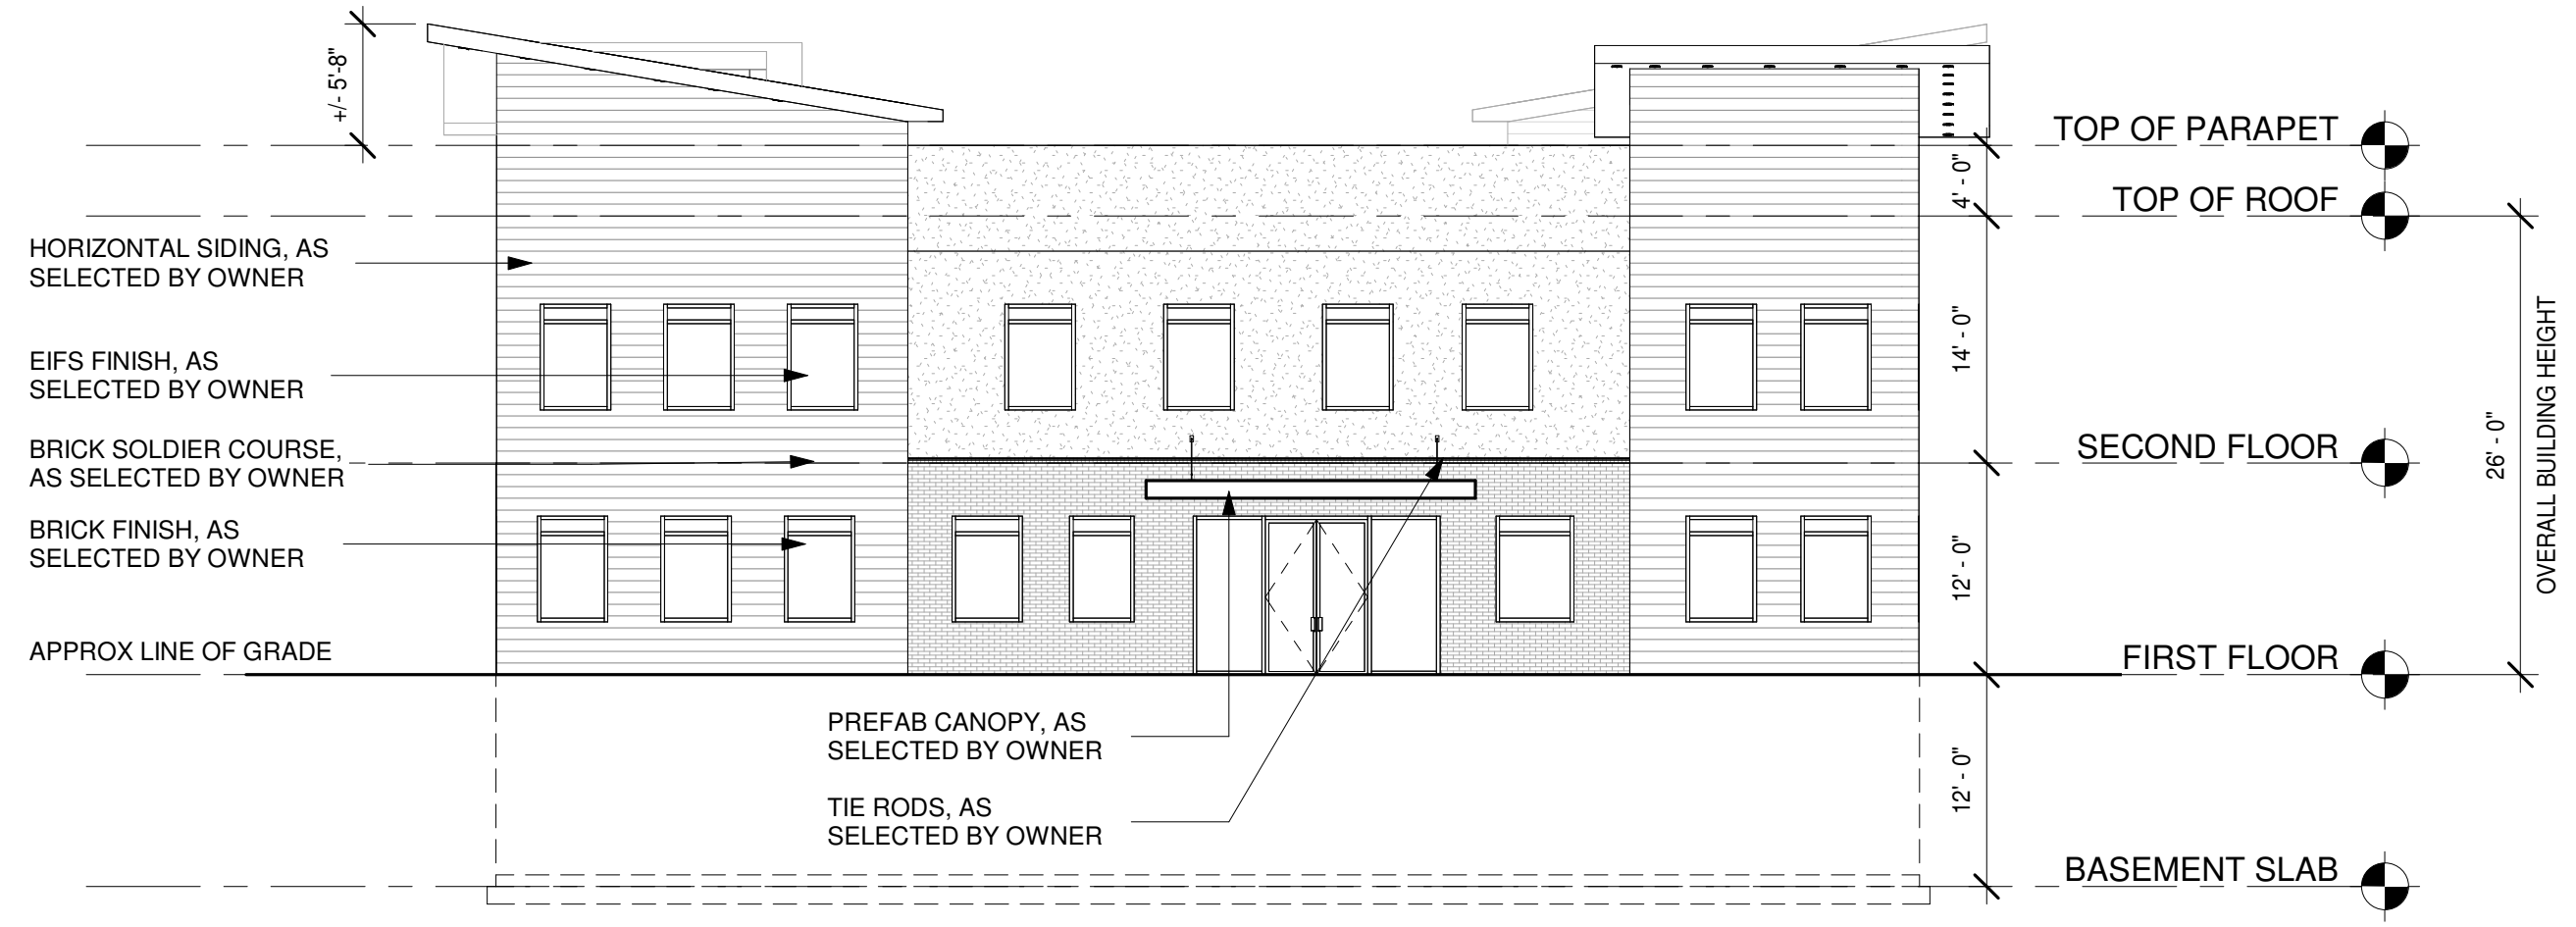 +/- 5'-8"
HORIZONTAL SIDING, AS
SELECTED BY OWNER
EIFS FINISH, AS
SELECTED BY OWNER
BRICK SOLDIER COURSE,
AS SELECTED BY OWNER
BRICK FINISH, AS
SELECTED BY OWNER
APPROX LINE OF GRADE
PREFAB CANOPY, AS
SELECTED BY OWNER
TIE RODS, AS
SELECTED BY OWNER
4' - 0"
14' - 0"
12' - 0"
12' - 0"
TOP OF PARAPET
TOP OF ROOF
SECOND FLOOR
FIRST FLOOR
BASEMENT SLAB
26' - 0"
OVERALL BUILDING HEIGHT